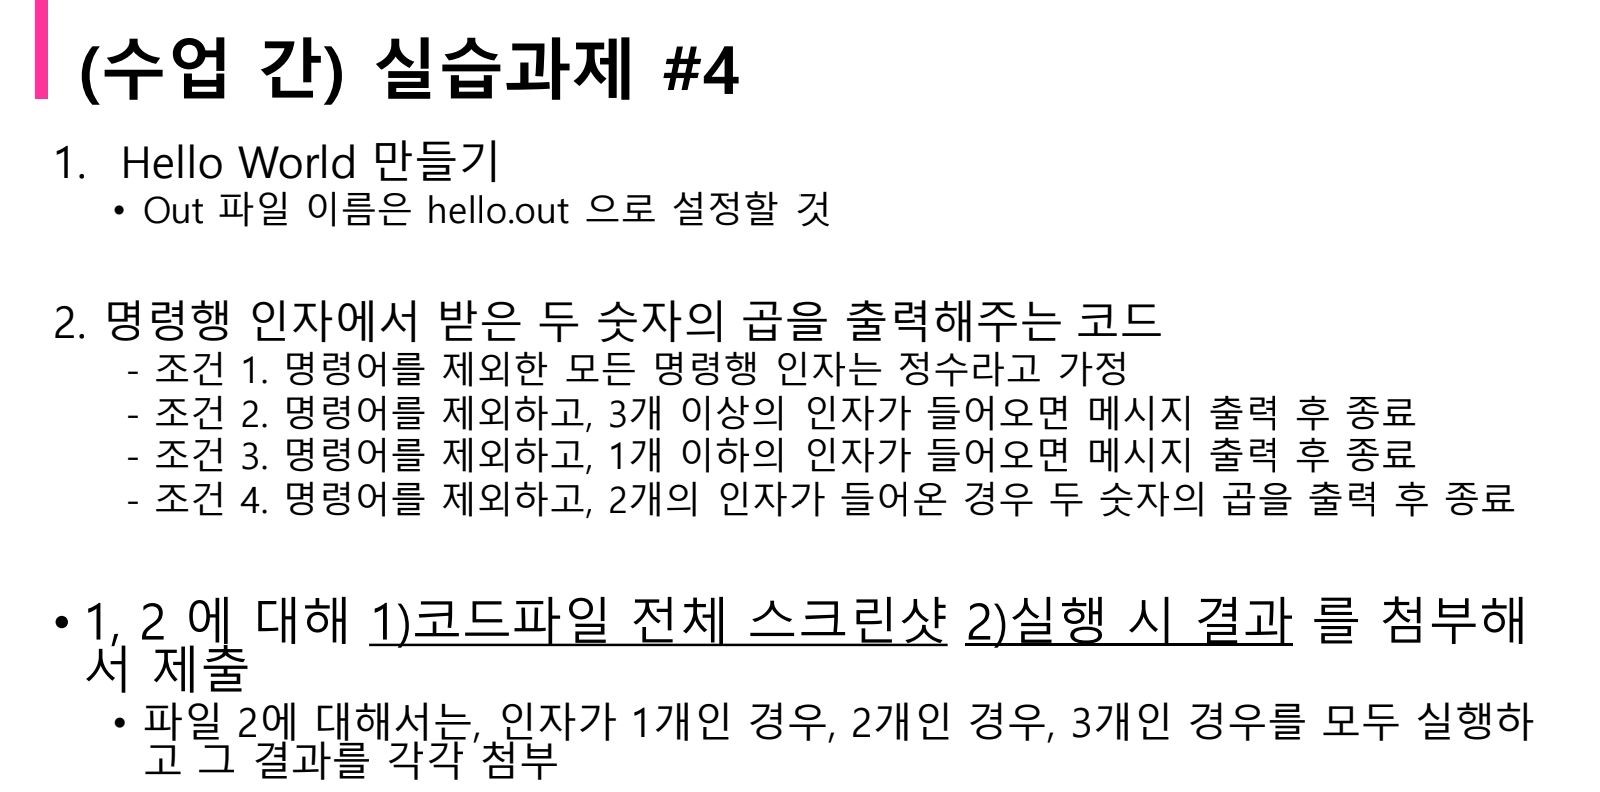 (수업 간) 실습과제 #4
1. Hello World 만들기
• Out 파일 이름은 hello.out 으로 설정할 것
2. 명령행 인자에서 받은 두 숫자의 곱을 출력해주는 코드
- 조건 1. 명령어를 제외한 모든 명령행 인자는 정수라고 가정
- 조건 2. 명령어를 제외하고, 3개 이상의 인자가 들어오면 메시지 출력 후 종료
- 조건 3. 명령어를 제외하고, 1개 이하의 인자가 들어오면 메시지 출력 후 종료
- 조건 4. 명령어를 제외하고, 2개의 인자가 들어온 경우 두 숫자의 곱을 출력 후 종료
• 1, 2 에 대해 1)코드파일 전체 스크린샷 2)실행 시 결과 를 첨부해
서 제출
• 파일 2에 대해서는, 인자가 1개인 경우, 2개인 경우, 3개인 경우를 모두 실행하
고 그 결과를 각각 첨부